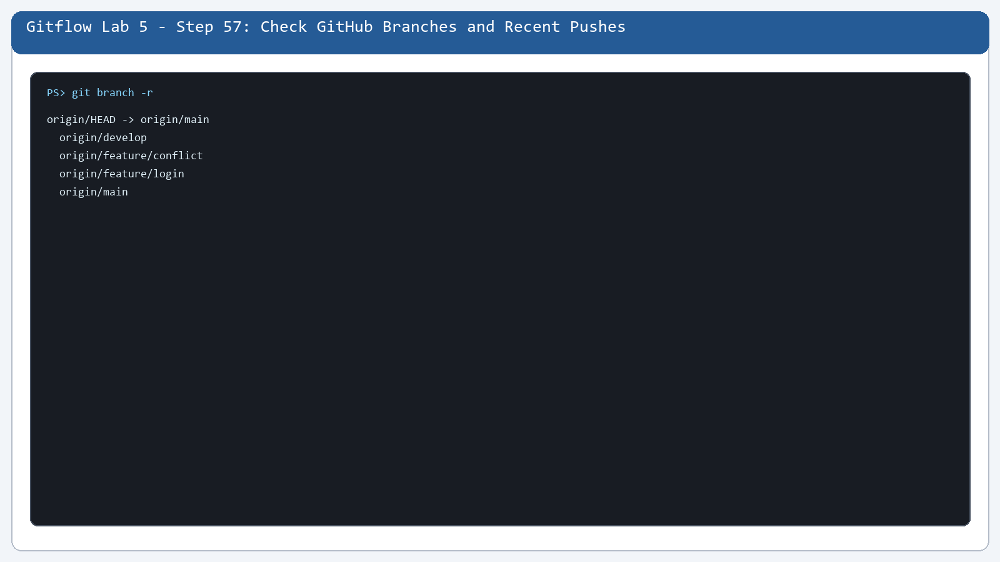 Gitflow Lab 5 - Step 57: Check GitHub Branches and Recent Pushes
PS> git branch -r
origin/HEAD -> origin/main
  origin/develop
  origin/feature/conflict
  origin/feature/login
  origin/main